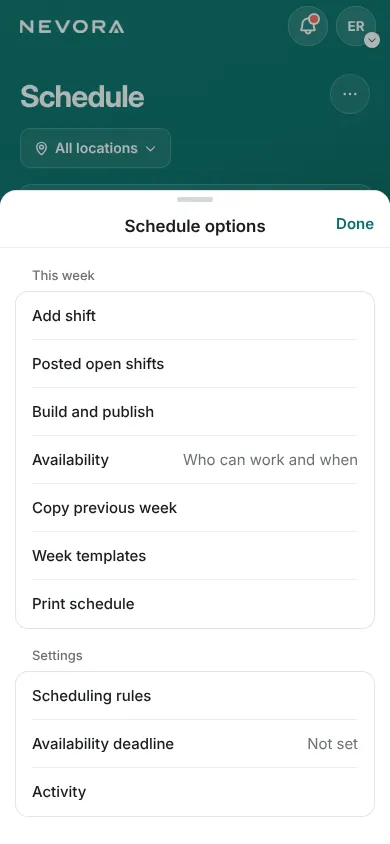 NEVORA
ER
Schedule
All locations
Schedule options
Done
This week
Add shift
Posted open shifts
Build and publish
Availability Who can work and when
Copy previous week
Week templates
Print schedule
Settings
Scheduling rules
Availability deadline Not set
Activity